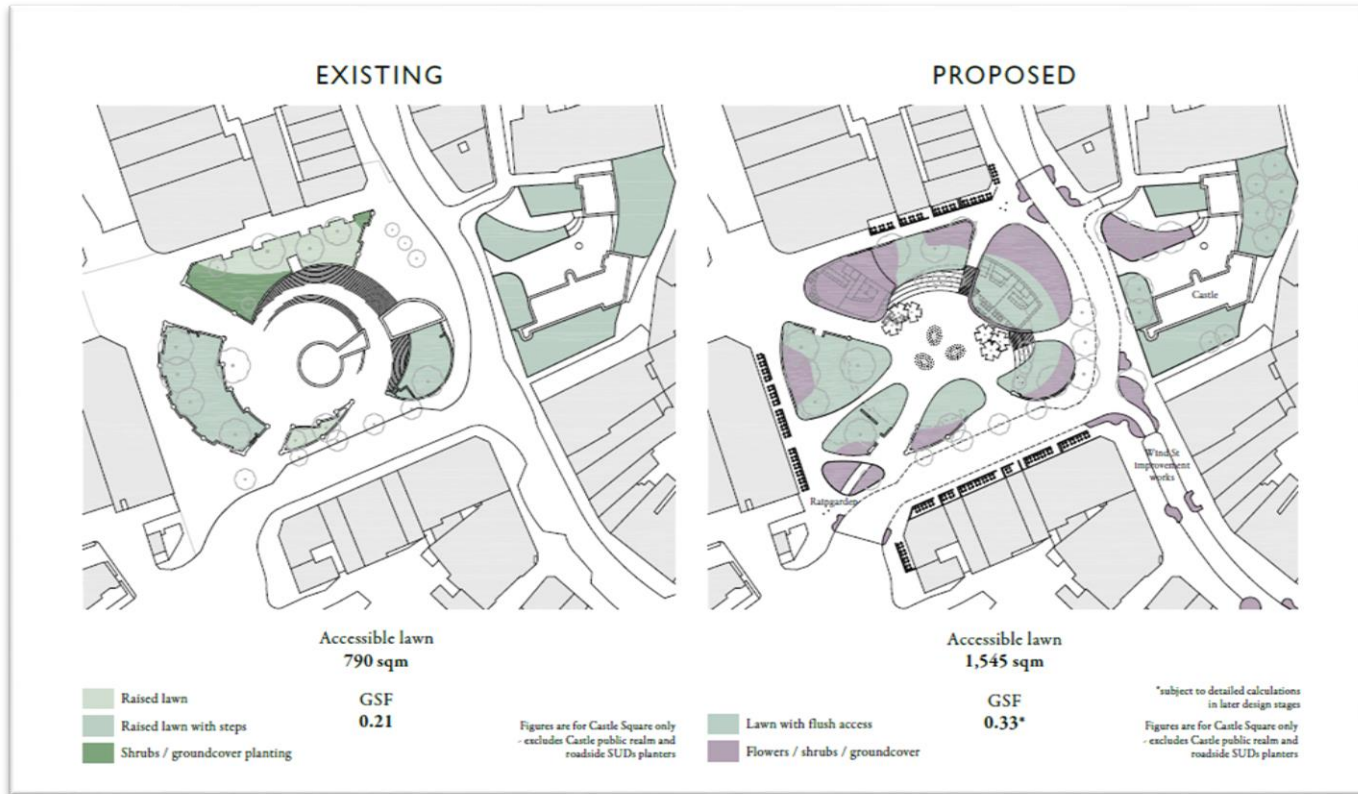 EXISTING
PROPOSED
Castle
Wind St
improvement
works
Raingarden
Accessible lawn
790 sqm
Raised lawn
Raised lawn with steps
Shrubs / groundcover planting
GSF
0.21
Figures are for Castle Square only
- excludes Castle public realm and
roadside SUDs planters
Accessible lawn
1,545 sqm
Lawn with flush access
Flowers / shrubs / groundcover
GSF
0.33*
*subject to detailed calculations
in later design stages
Figures are for Castle Square only
- excludes Castle public realm and
roadside SUDs planters